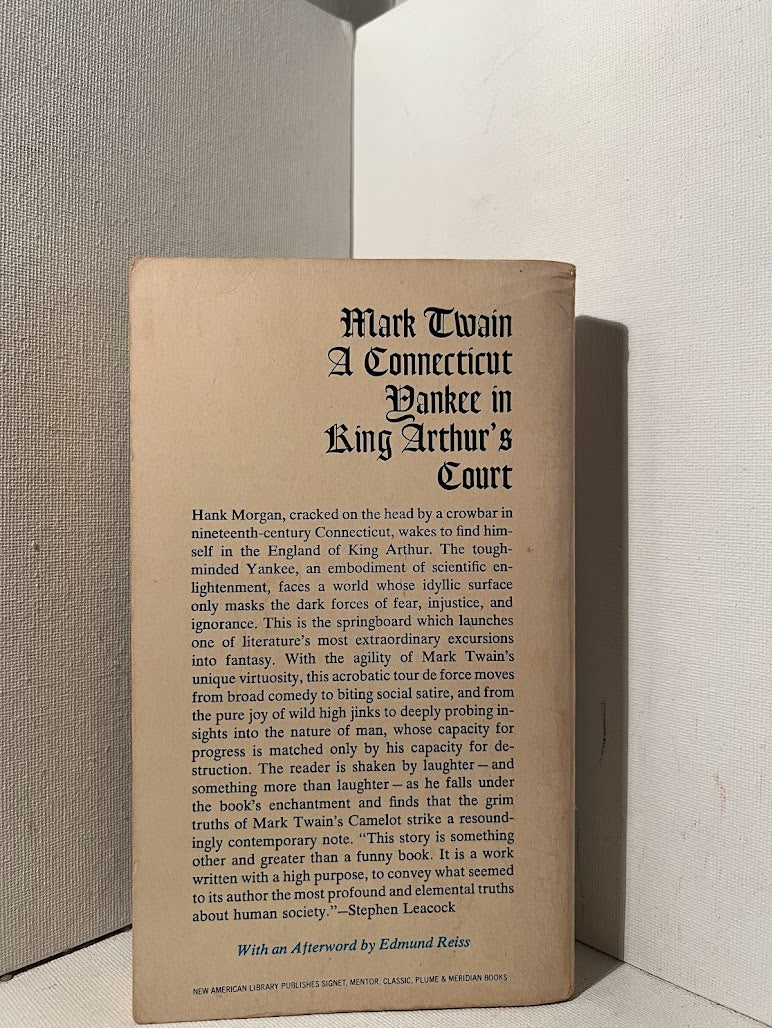 Mark Twain
A Connecticut
Yankee in
King Arthur's
Court
Hank Morgan, cracked on the head by a crowbar in
nineteenth-century Connecticut, wakes to find him-
self in the England of King Arthur. The tough-
minded Yankee, an embodiment of scientific en-
lightenment, faces a world whose idyllic surface
only masks the dark forces of fear, injustice, and
ignorance. This is the springboard which launches
one of literature's most extraordinary excursions
into fantasy. With the agility of Mark Twain's
unique virtuosity, this acrobatic tour de force moves
from broad comedy to biting social satire, and from
the pure joy of wild high jinks to deeply probing in-
sights into the nature of man, whose capacity for
progress is matched only by his capacity for de-
struction. The reader is shaken by laughter — and
something more than laughter — as he falls under
the book's enchantment and finds that the grim
truths of Mark Twain's Camelot strike a resound-
ingly contemporary note. “This story is something
other and greater than a funny book. It is a work
written with a high purpose, to convey what seemed
to its author the most profound and elemental truths
about human society.”—Stephen Leacock
With an Afterword by Edmund Reiss
NEW AMERICAN LIBRARY PUBLISHES SIGNET, MENTOR, CLASSIC, PLUME & MERIDIAN BOOKS